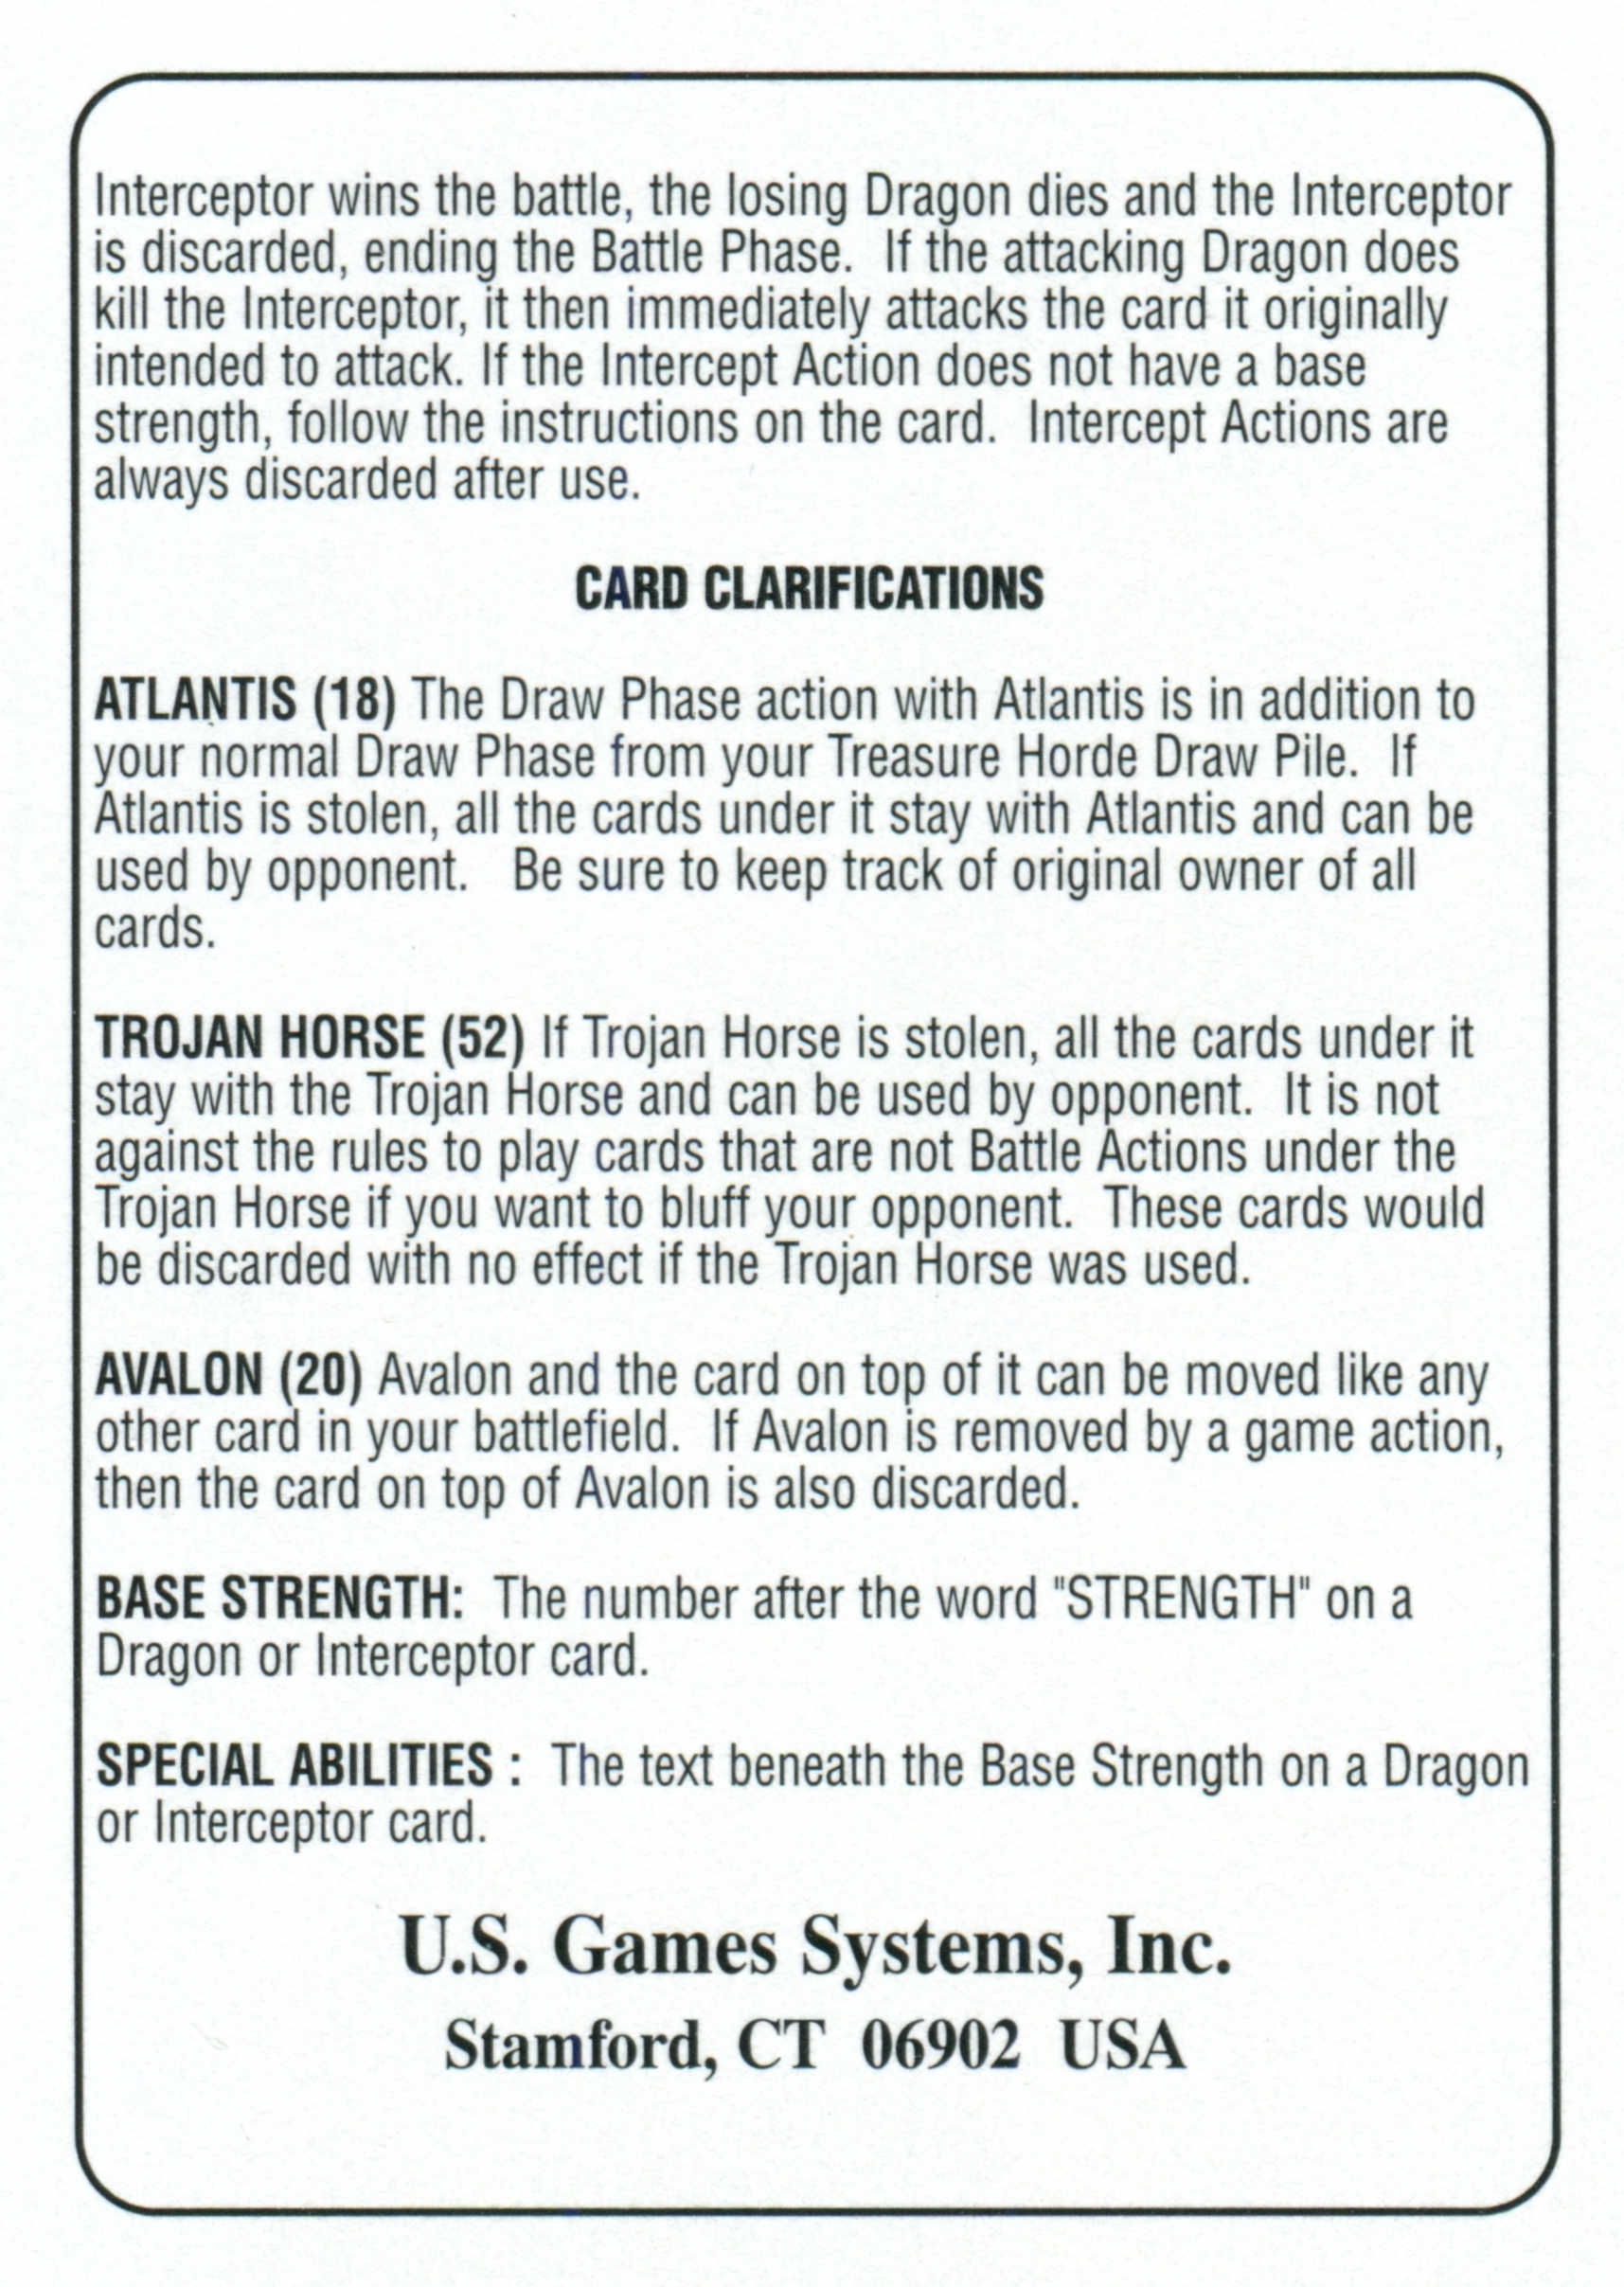 Interceptor wins the battle, the losing Dragon dies and the Interceptor
is discarded, ending the Battle Phase.  If the attacking Dragon does
kill the Interceptor, it then immediately attacks the card it originally
intended to attack. If the Intercept Action does not have a base
strength, follow the instructions on the card.  Intercept Actions are
always discarded after use.
CARD CLARIFICATIONS
ATLANTIS (18) The Draw Phase action with Atlantis is in addition to
your normal Draw Phase from your Treasure Horde Draw Pile.  If
Atlantis is stolen, all the cards under it stay with Atlantis and can be
used by opponent.   Be sure to keep track of original owner of all
cards.
TROJAN HORSE (52) If Trojan Horse is stolen, all the cards under it
stay with the Trojan Horse and can be used by opponent.  It is not
against the rules to play cards that are not Battle Actions under the
Trojan Horse if you want to bluff your opponent.  These cards would
be discarded with no effect if the Trojan Horse was used.
AVALON (20) Avalon and the card on top of it can be moved like any
other card in your battlefield.  If Avalon is removed by a game action,
then the card on top of Avalon is also discarded.
BASE STRENGTH:  The number after the word "STRENGTH" on a
Dragon or Interceptor card.
SPECIAL ABILITIES :  The text beneath the Base Strength on a Dragon
or Interceptor card.
U.S. Games Systems, Inc.
Stamford, CT  06902  USA